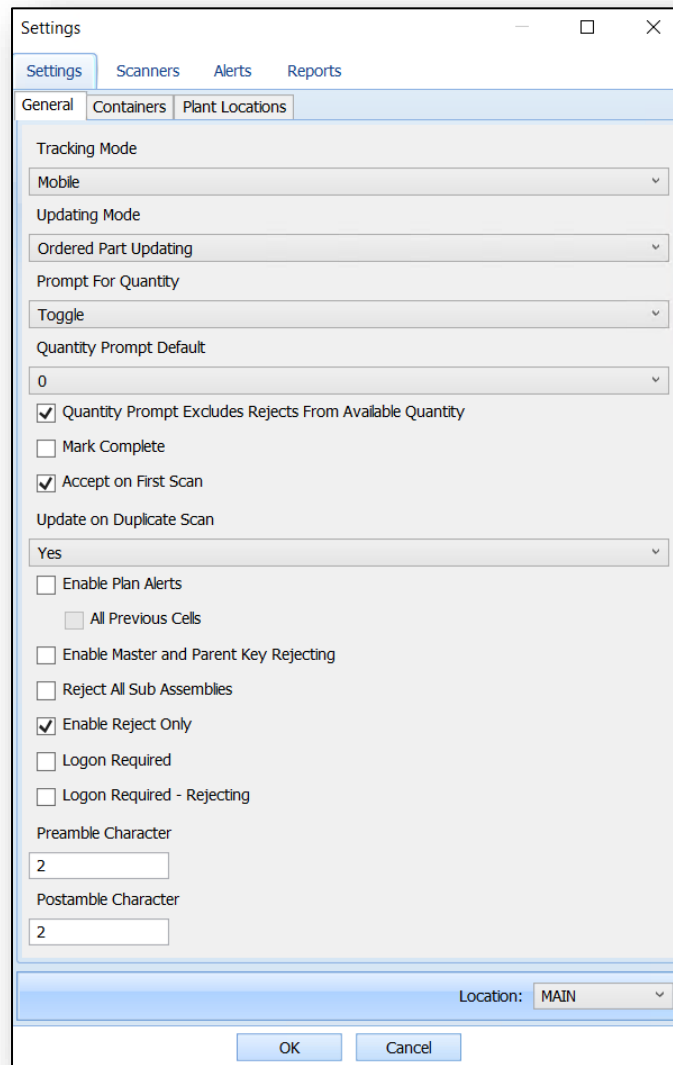 Settings
Settings Scanners Alerts Reports
General Containers Plant Locations
Tracking Mode
Mobile
Updating Mode
Ordered Part Updating
Prompt For Quantity
Toggle
Quantity Prompt Default
0
Quantity Prompt Excludes Rejects From Available Quantity
Mark Complete
Accept on First Scan
Update on Duplicate Scan
Yes
Enable Plan Alerts
All Previous Cells
Enable Master and Parent Key Rejecting
Reject All Sub Assemblies
Enable Reject Only
Logon Required
Logon Required - Rejecting
Preamble Character
2
Postamble Character
2
Location: MAIN
OK Cancel